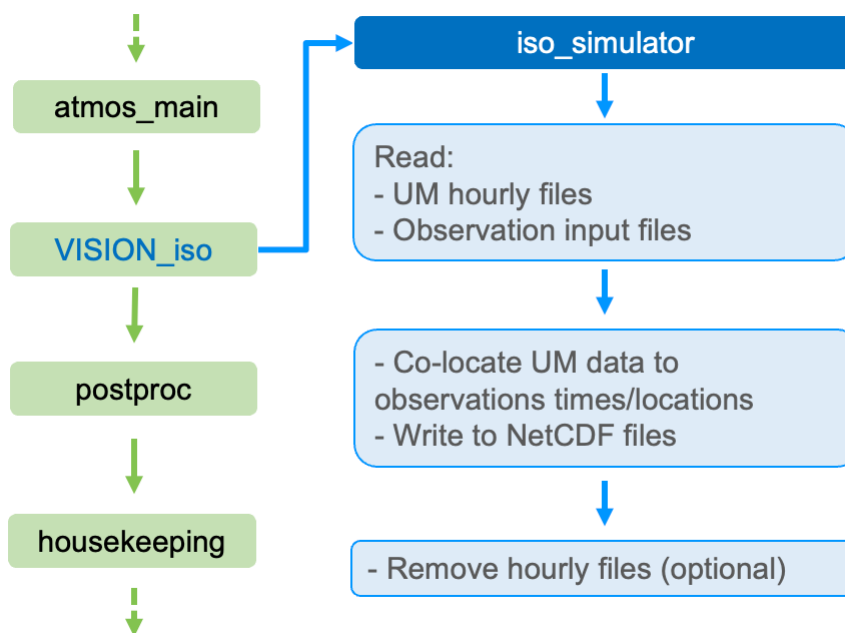 atmos_main
VISION_iso
postproc
housekeeping
iso_simulator
Read:
- UM hourly files
- Observation input files
- Co-locate UM data to
observations times/locations
- Write to NetCDF files
- Remove hourly files (optional)